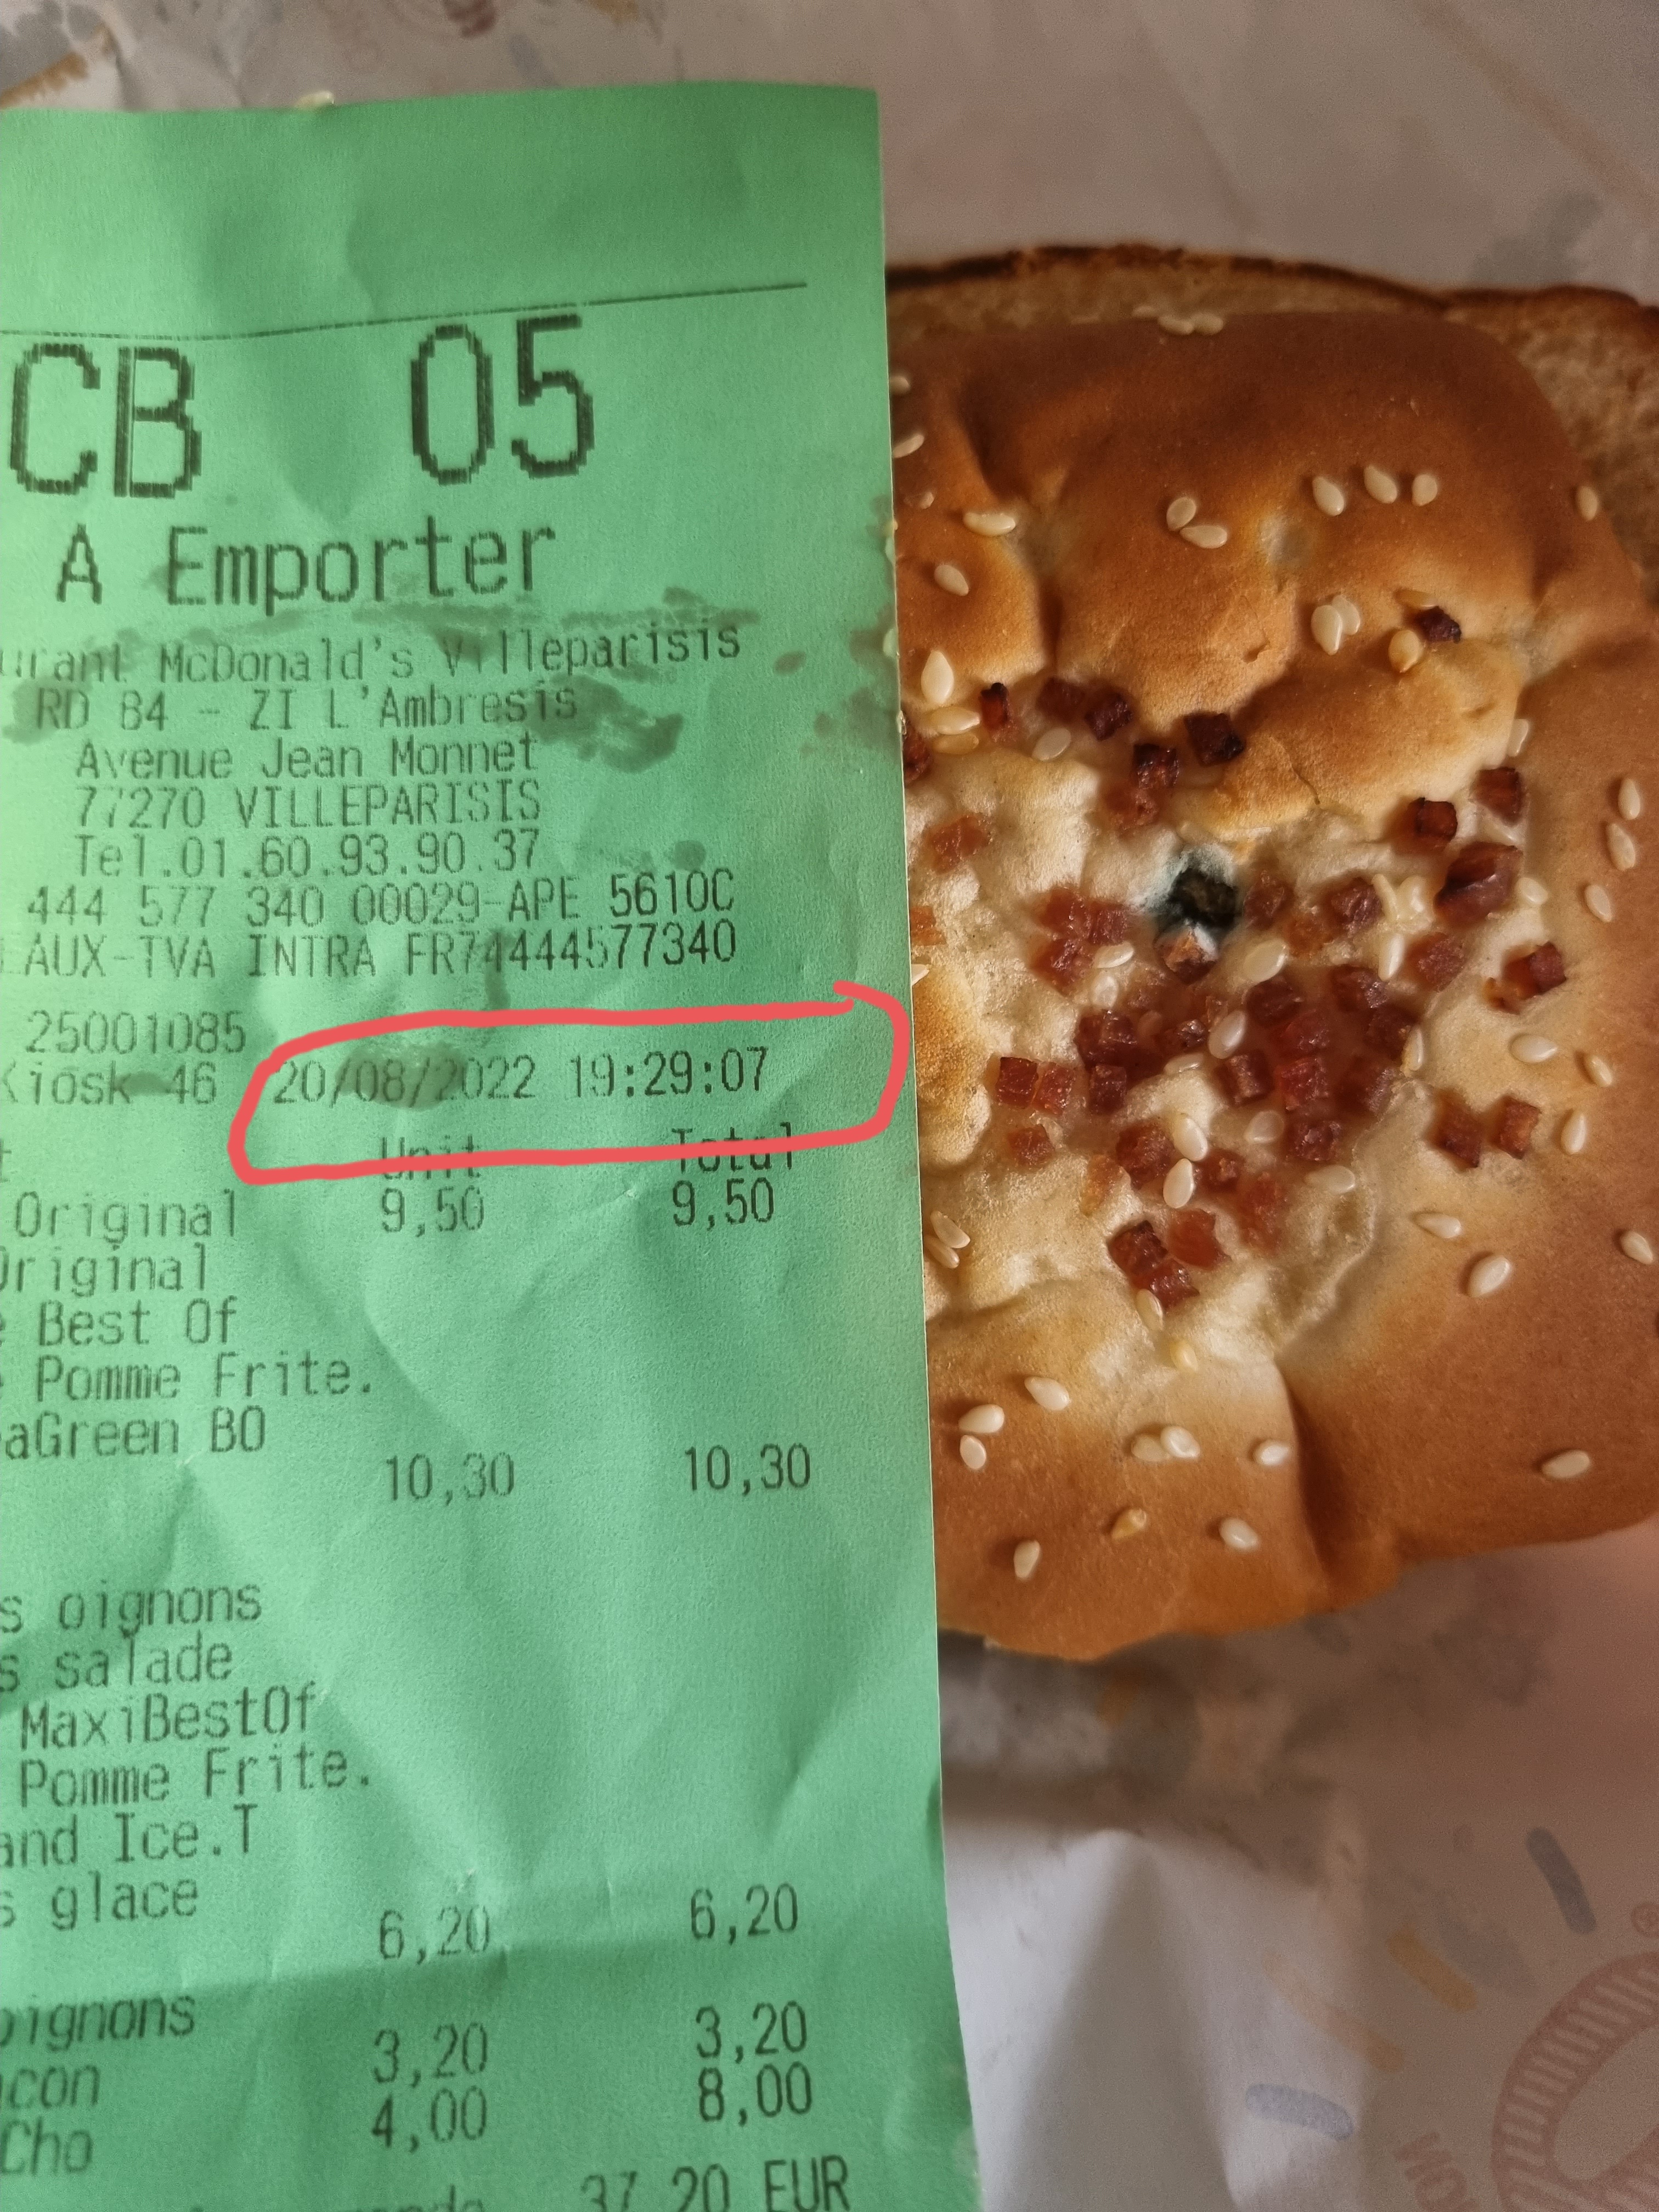 CB 05
A Emporter
urant McDonald's Villeparisis
RD 84 - ZI L'Ambresis
Avenue Jean Monnet
77270 VILLEPARISIS
Tel.01.60.93.90.37
444 577 340 00029-APE 5610C
AUX-TVA INTRA FR74444577340
25001085
Kiosk 46 20/08/2022 19:29:07
t Unit Total
Original 9,50 9,50
Original
e Best Of
e Pomme Frite.
eaGreen BO
10,30 10,30
s oignons
s salade
MaxiBestOf
Pomme Frite.
and Ice.T
s glace
6,20 6,20
oignons
3,20 3,20
acon
4,00 8,00
Cho
37,20 EUR